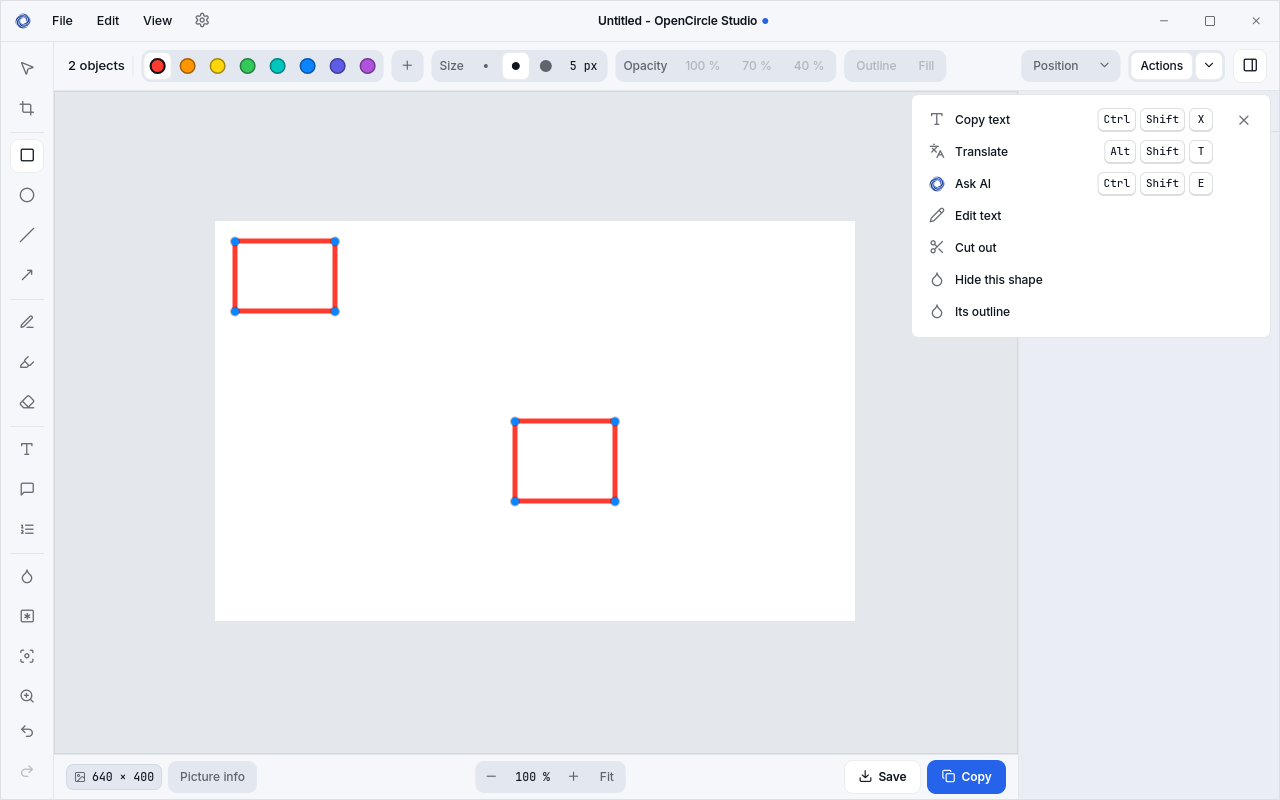 File Edit View
Untitled - OpenCircle Studio
2 objects
Size
5 px
Opacity 100 % 70 % 40 %
Outline Fill
Position
Actions
Copy text Ctrl Shift X
Translate Alt Shift T
Ask AI Ctrl Shift E
Edit text
Cut out
Hide this shape
Its outline
640 × 400
Picture info
100 %
Fit
Save
Copy